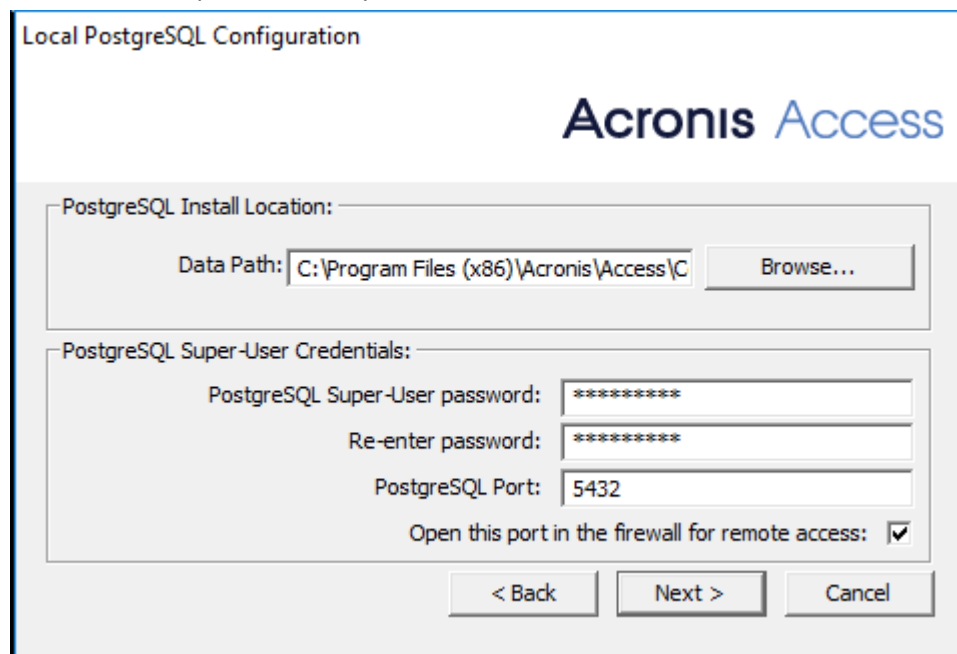 Local PostgreSQL Configuration
Acronis Access
PostgreSQL Install Location:
Data Path: C:\Program Files (x86)\Acronis\Access\C Browse...
PostgreSQL Super-User Credentials:
PostgreSQL Super-User password: *********
Re-enter password: *********
PostgreSQL Port: 5432
Open this port in the firewall for remote access:
< Back Next > Cancel